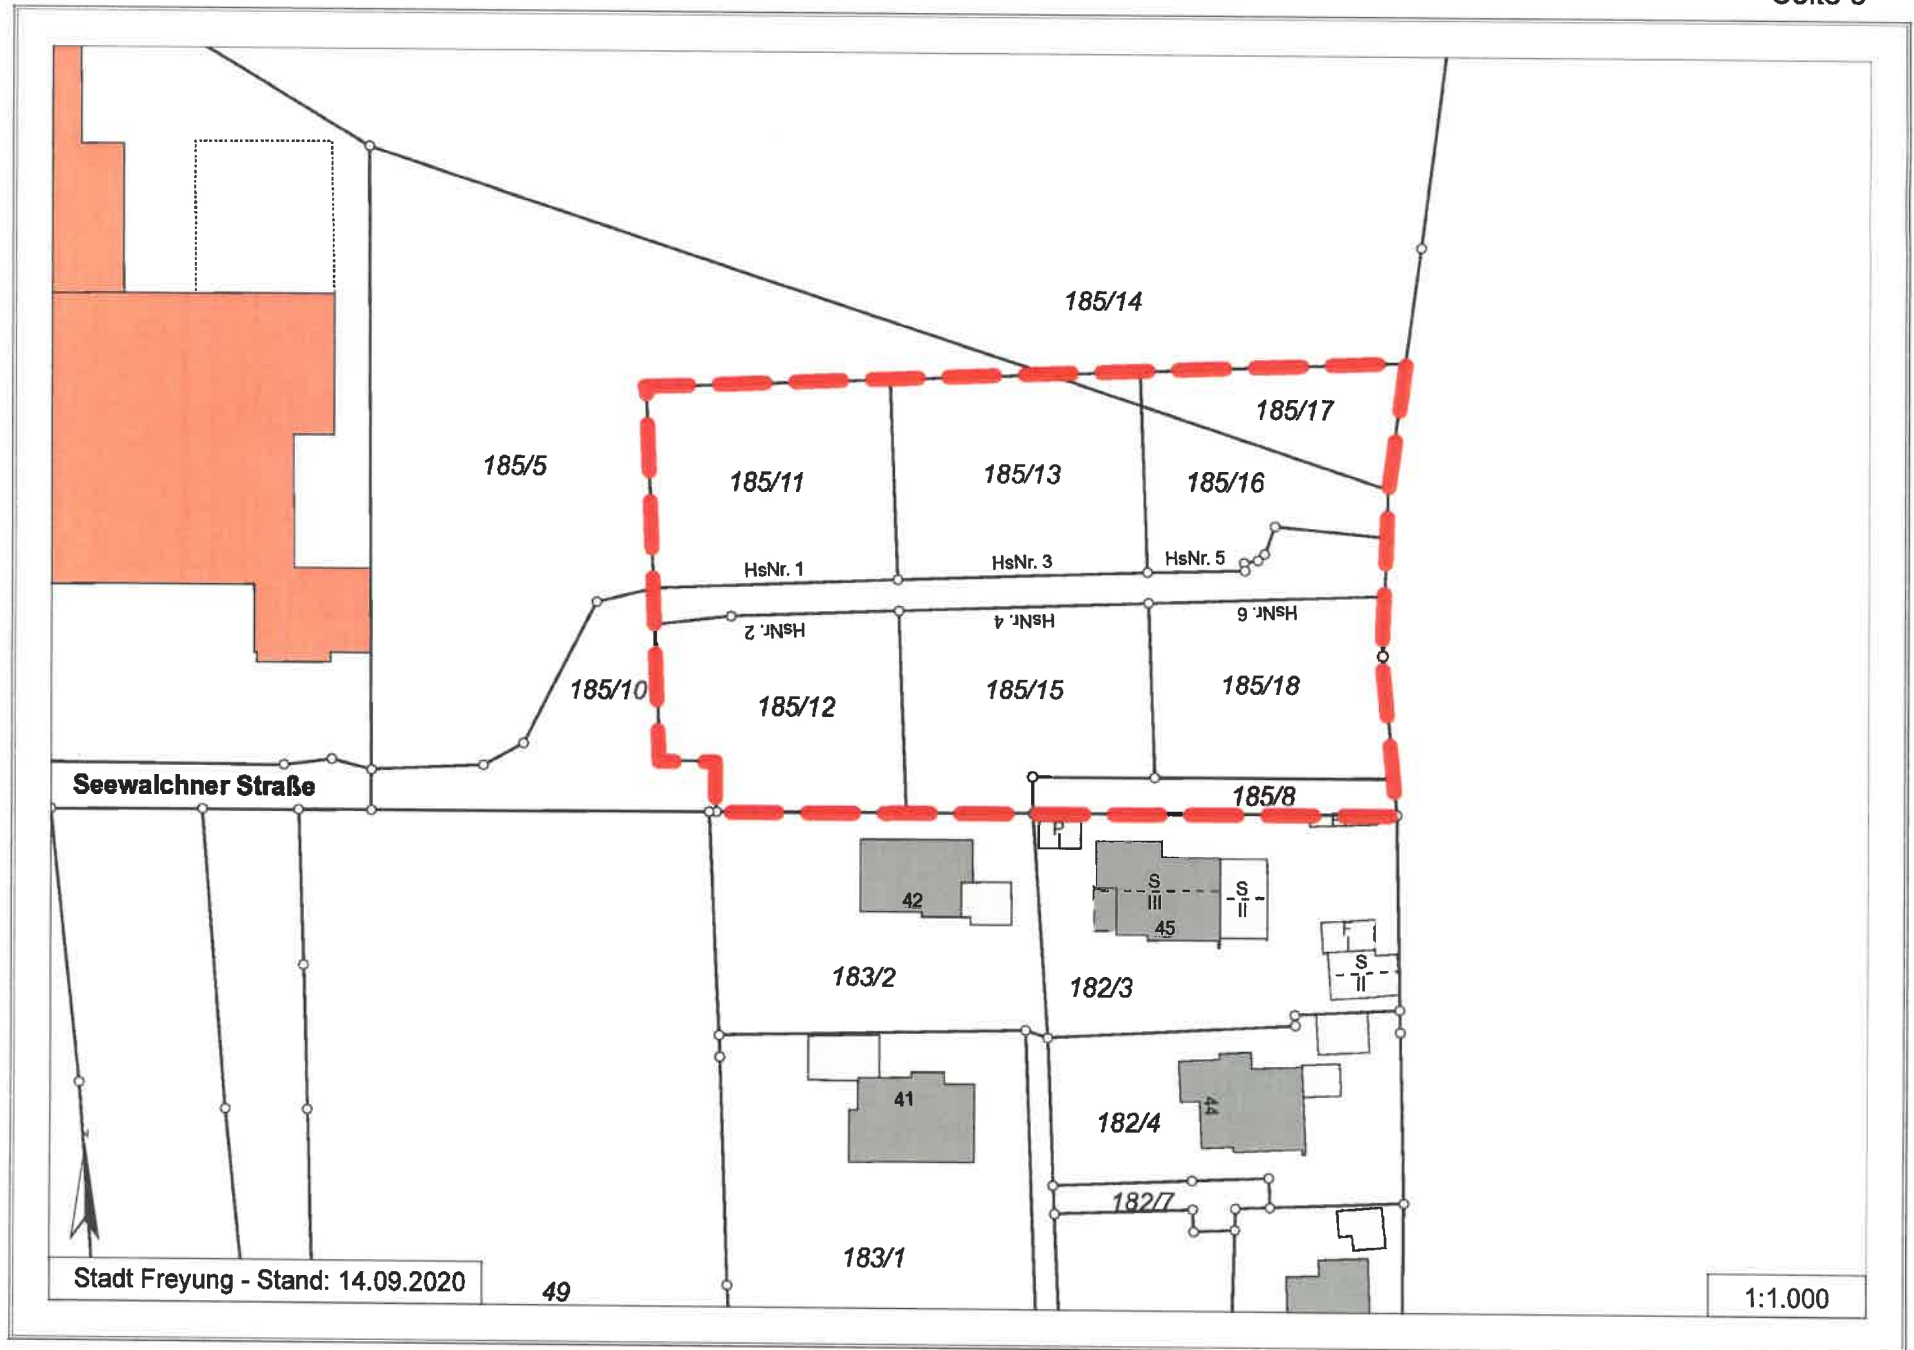 185/14
185/17
185/5
185/11
185/13
185/16
HsNr. 1
HsNr. 3
HsNr. 5
HsNr. 2
HsNr. 4
HsNr. 6
185/10
185/12
185/15
185/18
Seewalchner Straße
185/8
P
I
42
S
III
45
S
II
F
I
S
II
183/2
182/3
41
44
182/4
182/7
183/1
Stadt Freyung - Stand: 14.09.2020
49
1:1.000